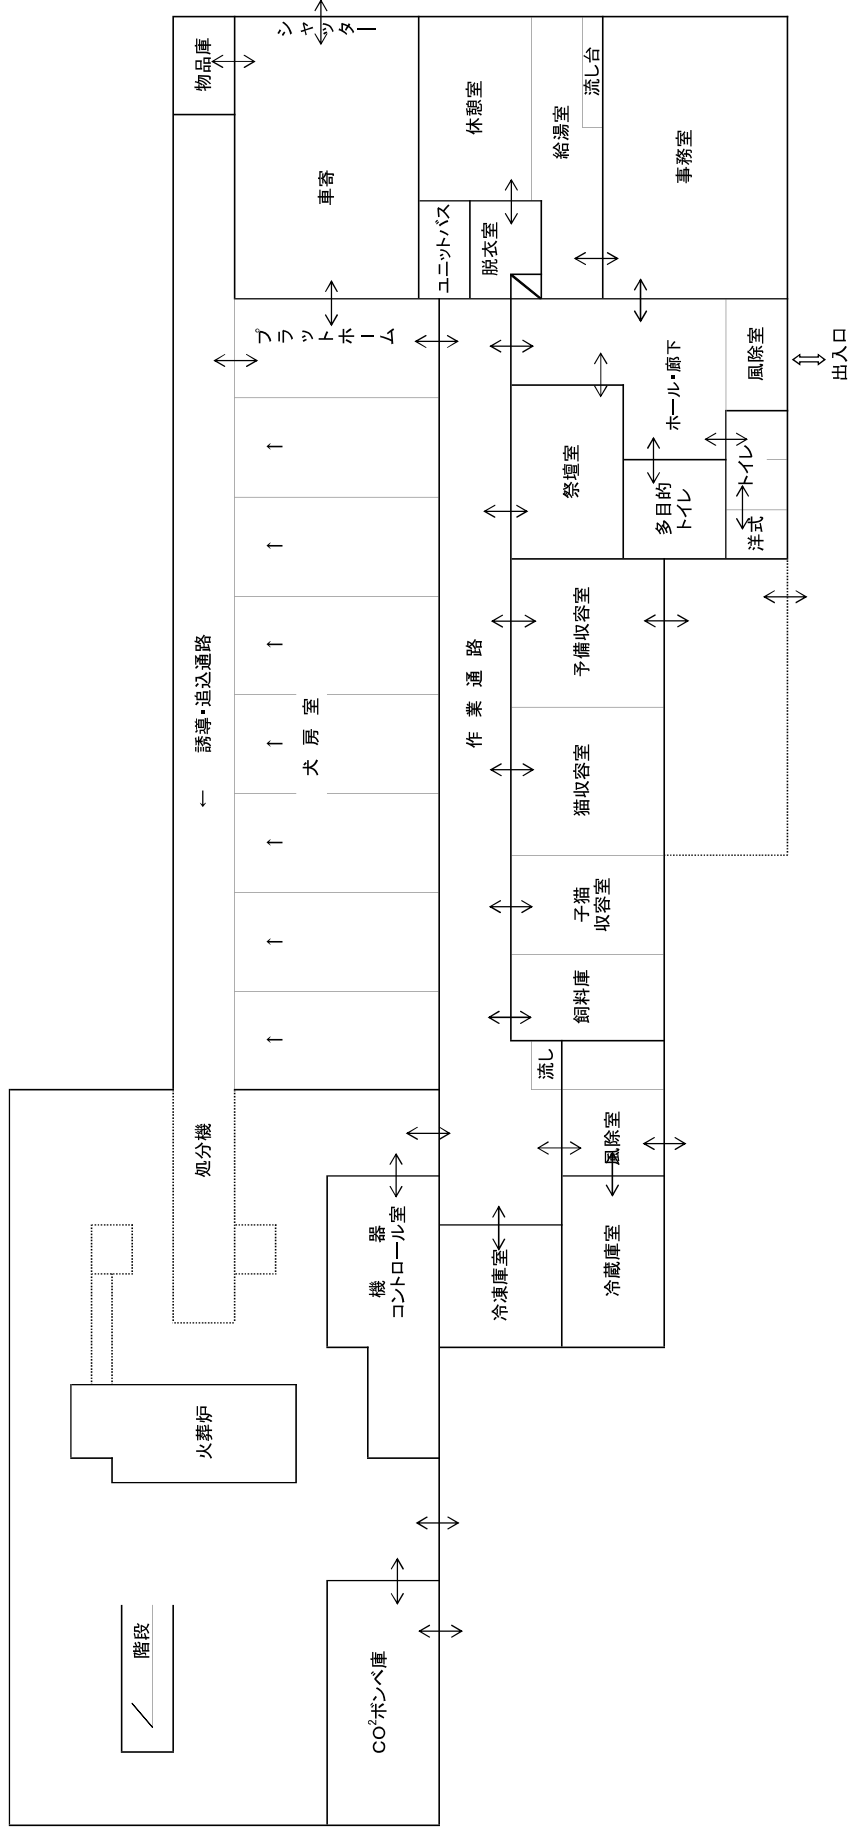 シャッター
物品庫
車寄
休憩室
給湯室
流し台
事務室
ユニットバス
脱衣室
プラットホーム
ホール・廊下
風除室
出入口
祭壇室
多目的
トイレ
トイレ
洋式
誘導・追込通路
←
犬房室
←
←
←
←
←
←
←
作業通路
予備収容室
猫収容室
子猫
収容室
飼料庫
流し
風除室
処分機
機器
コントロール室
冷凍庫室
冷蔵庫室
火葬炉
階段
CO²ボンベ庫